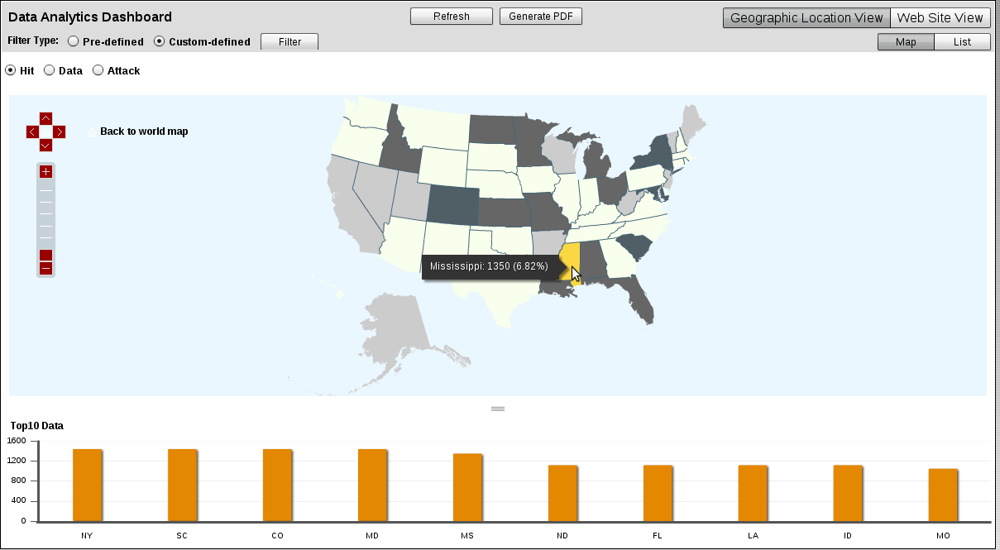 Data Analytics Dashboard
Refresh
Generate PDF
Geographic Location View
Web Site View
Filter Type:
Pre-defined
Custom-defined
Filter
Map
List
Hit
Data
Attack
Back to world map
Mississippi: 1350 (6.82%)
Top10 Data
1600
1200
800
400
0
NY SC CO MD MS ND FL LA ID MO